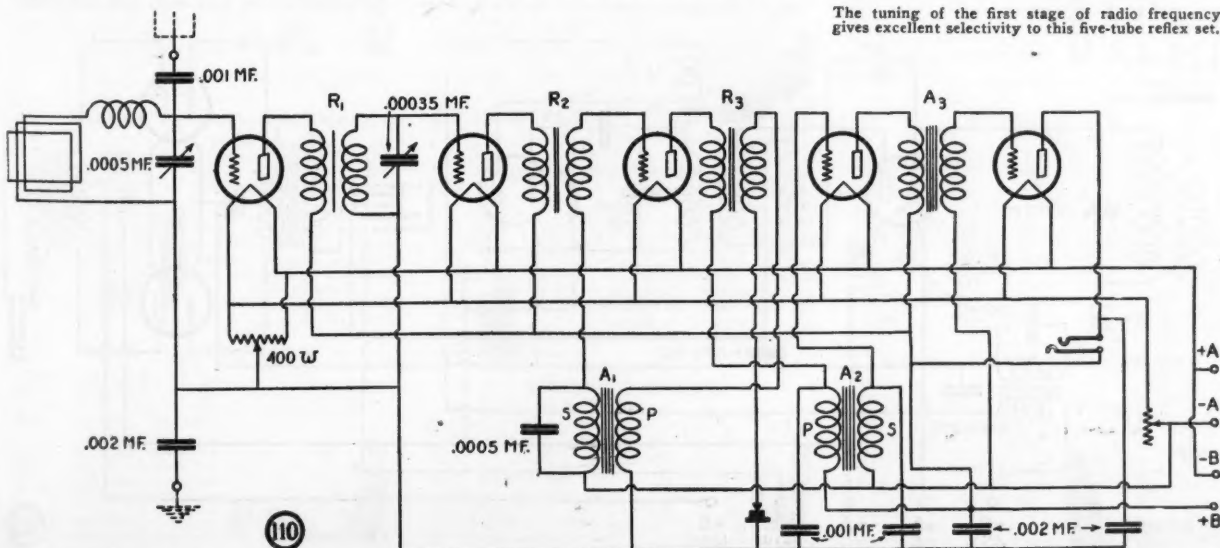 The tuning of the first stage of radio frequency
gives excellent selectivity to this five-tube reflex set.
.001 MF.
R1
.00035 MF.
R2
R3
A3
.0005 MF.
400 W
+A
A1
A2
-A
S
P
P
S
.0005 MF.
.002 MF.
-B
+B
110
.001 MF.
.002 MF.